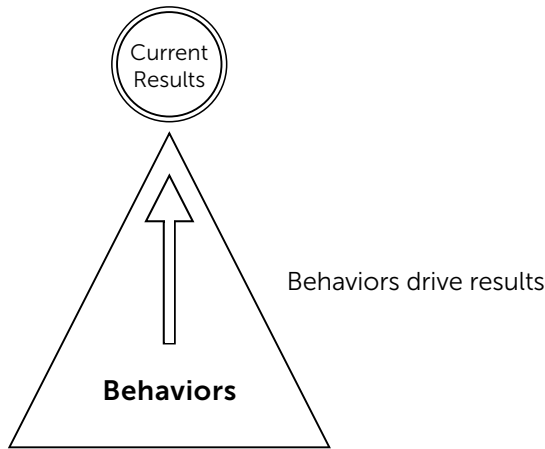 Current
Results
Behaviors drive results
Behaviors